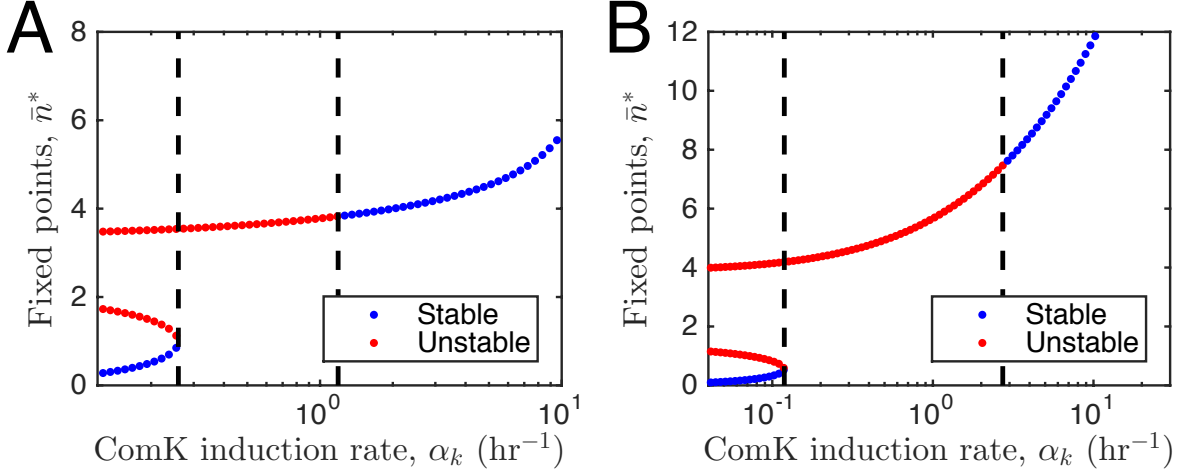 A
Fixed points, n̄*
8
6
4
2
0
Stable
Unstable
10⁰
10¹
ComK induction rate, αₖ (hr⁻¹)
B
Fixed points, n̄*
12
10
8
6
4
2
0
Stable
Unstable
10⁻¹
10⁰
10¹
ComK induction rate, αₖ (hr⁻¹)